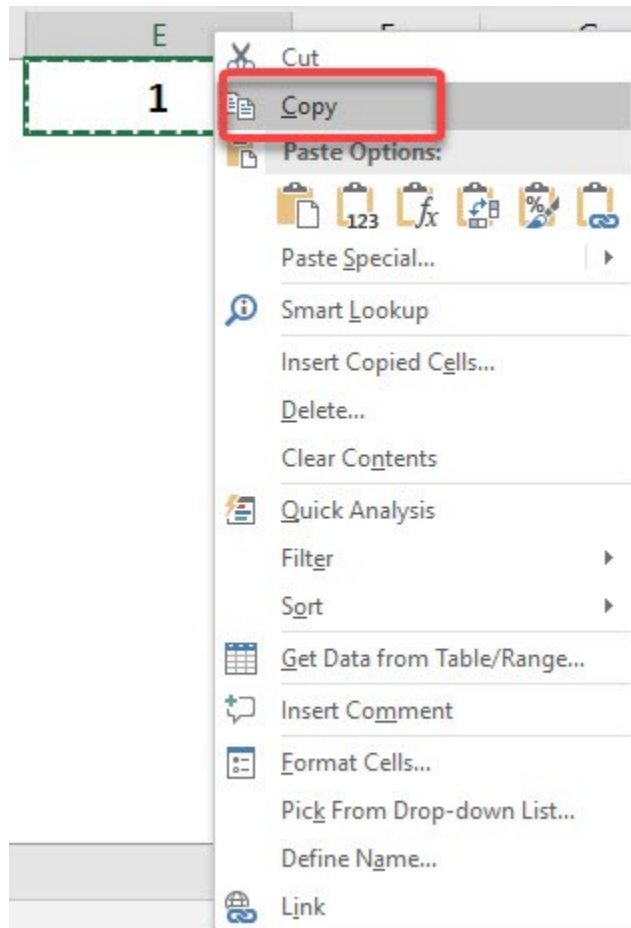 E
1
Cut
Copy
Paste Options:
123 fx %
Paste Special...
Smart Lookup
Insert Copied Cells...
Delete...
Clear Contents
Quick Analysis
Filter
Sort
Get Data from Table/Range...
Insert Comment
Format Cells...
Pick From Drop-down List...
Define Name...
Link